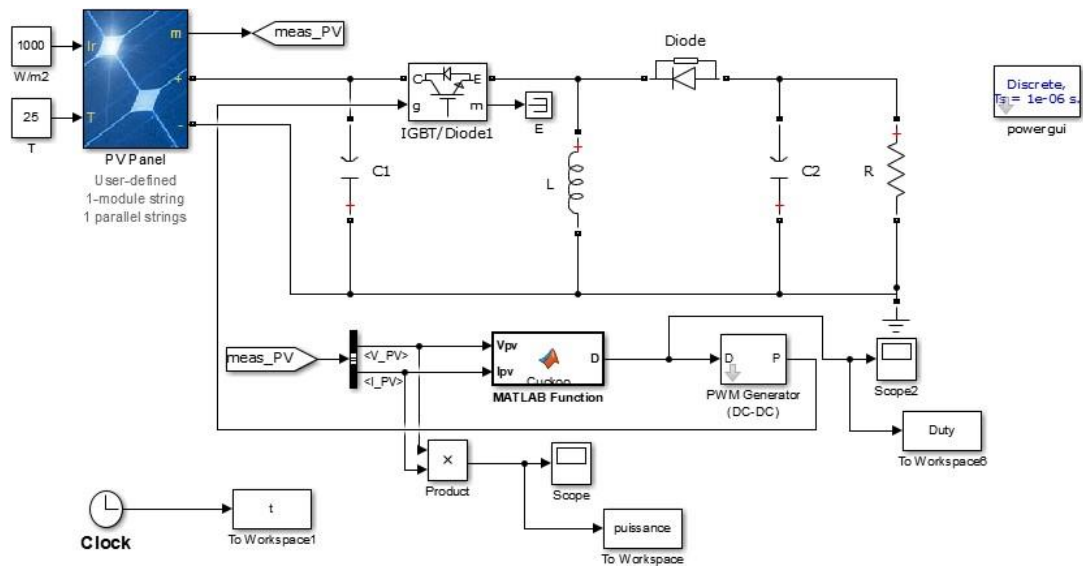 1000
W/m2
25
T
Ir
T
m
+
-
PV Panel
User-defined
1-module string
1 parallel strings
meas_PV
C1
C
E
g
m
IGBT/Diode1
E
L
Diode
C2
R
Discrete,
Ts = 1e-06 s.
powergui
meas_PV
<V_PV>
<I_PV>
Vpv
Ipv
D
Cuckoo
MATLAB Function
D
P
PWM Generator
(DC-DC)
Scope2
Duty
To Workspace6
×
Product
Scope
puissance
To Workspace
Clock
t
To Workspace1